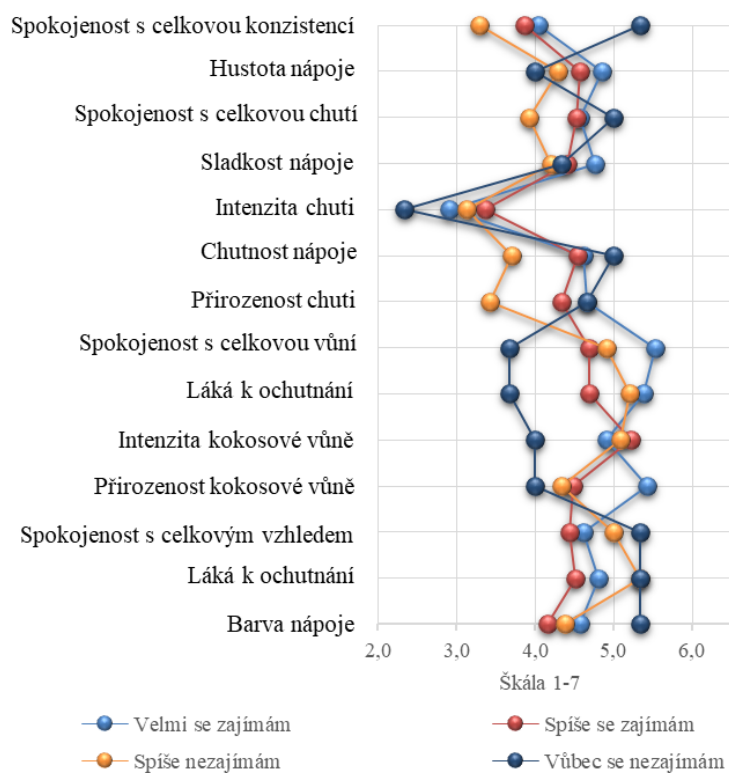 Spokojenost s celkovou konzistencí
Hustota nápoje
Spokojenost s celkovou chutí
Sladkost nápoje
Intenzita chuti
Chutnost nápoje
Přirozenost chuti
Spokojenost s celkovou vůní
Láká k ochutnání
Intenzita kokosové vůně
Přirozenost kokosové vůně
Spokojenost s celkovým vzhledem
Láká k ochutnání
Barva nápoje
2,0 3,0 4,0 5,0 6,0
Škála 1-7
Velmi se zajímám
Spíše se zajímám
Spíše nezajímám
Vůbec se nezajímám